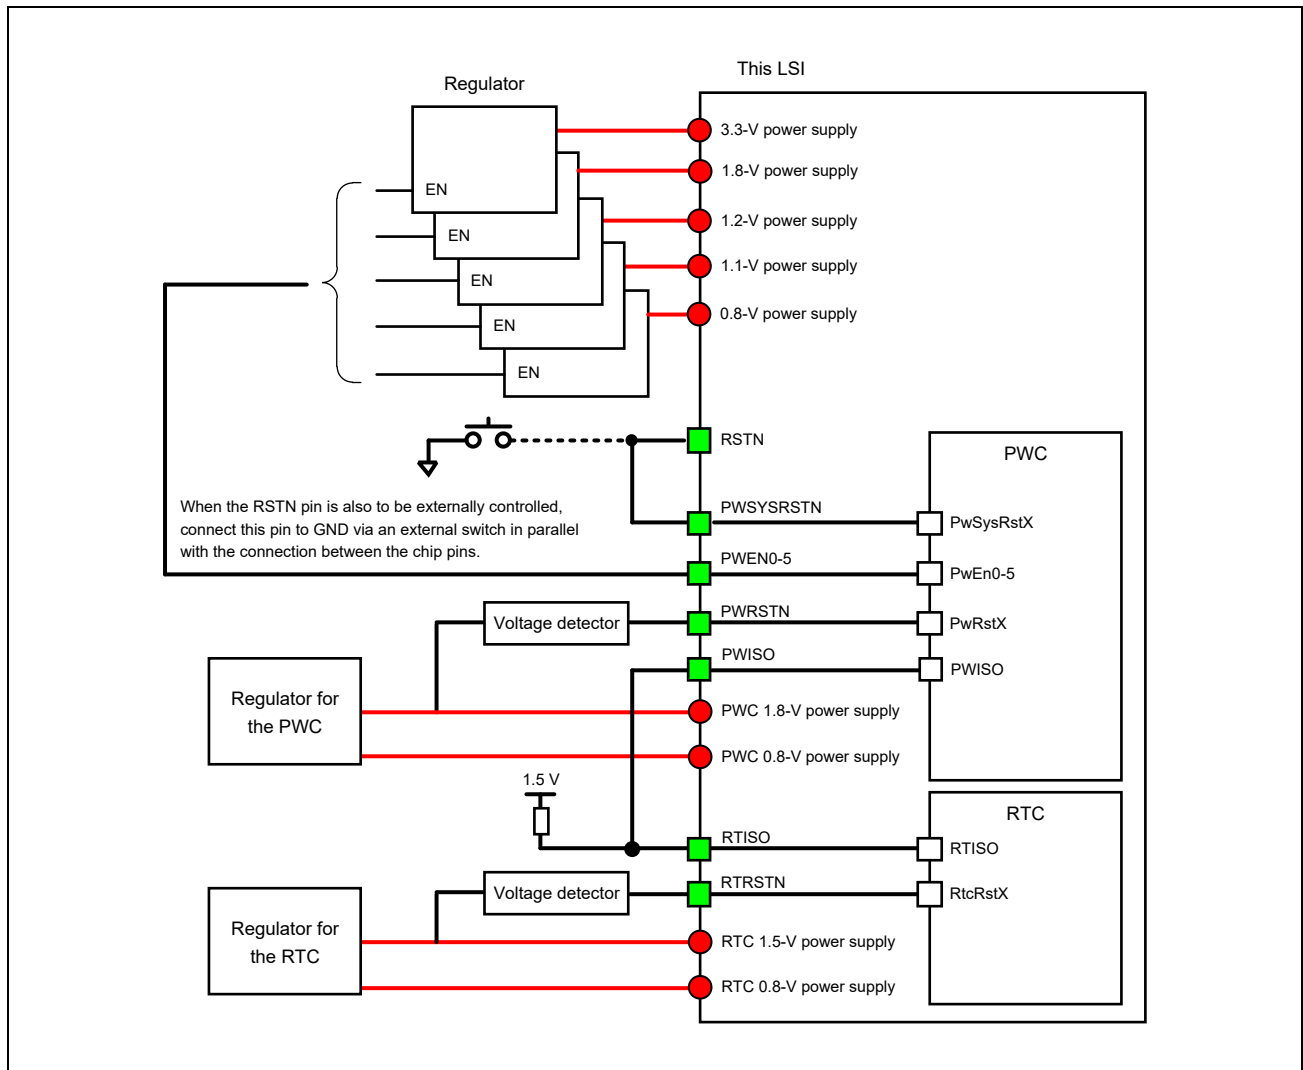 This LSI
Regulator
3.3-V power supply
1.8-V power supply
EN
1.2-V power supply
EN
1.1-V power supply
EN
0.8-V power supply
EN
EN
RSTN
PWC
When the RSTN pin is also to be externally controlled,
connect this pin to GND via an external switch in parallel
with the connection between the chip pins.
PWSYSRSTN
PwSysRstX
PWEN0-5
PwEn0-5
PWRSTN
Voltage detector
PwRstX
PWISO
PWISO
Regulator for
the PWC
PWC 1.8-V power supply
PWC 0.8-V power supply
1.5 V
RTC
RTISO
RTISO
RTRSTN
Voltage detector
RtcRstX
Regulator for
the RTC
RTC 1.5-V power supply
RTC 0.8-V power supply